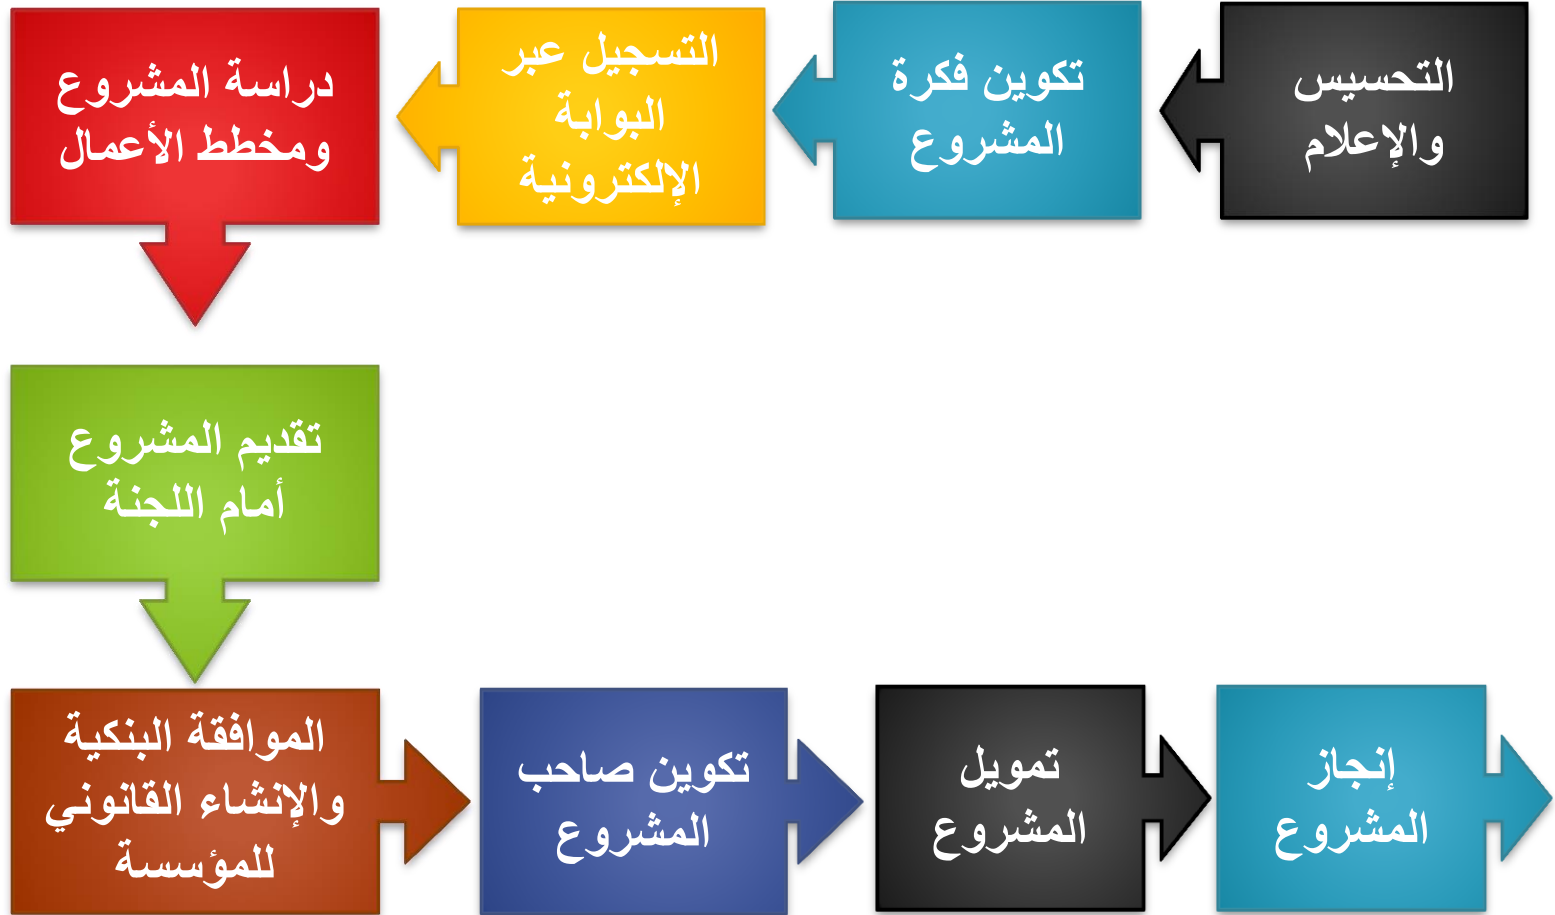 التحسيس
والإعلام
تكوين فكرة
المشروع
التسجيل عبر
البوابة
الإلكترونية
دراسة المشروع
ومخطط الأعمال
تقديم المشروع
أمام اللجنة
الموافقة البنكية
والإنشاء القانوني
للمؤسسة
تكوين صاحب
المشروع
تمويل
المشروع
إنجاز
المشروع